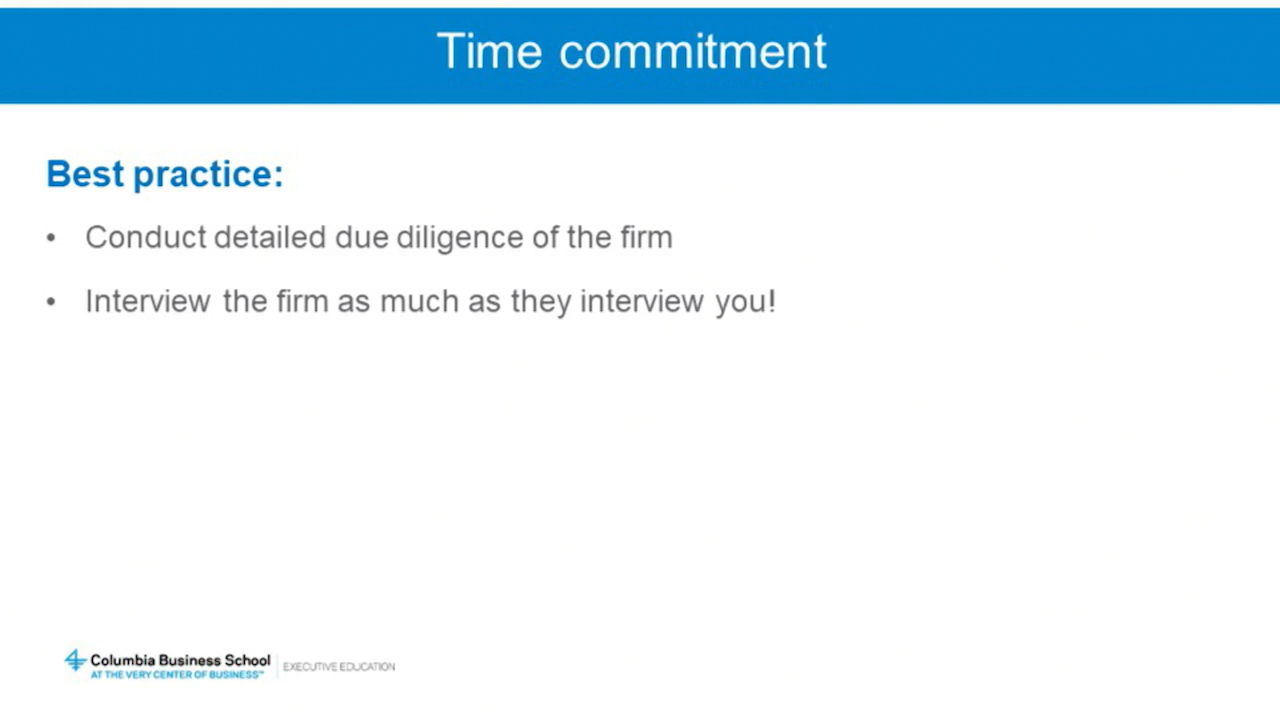 Time commitment
Best practice:
• Conduct detailed due diligence of the firm
• Interview the firm as much as they interview you!
Columbia Business School
AT THE VERY CENTER OF BUSINESS™
EXECUTIVE EDUCATION